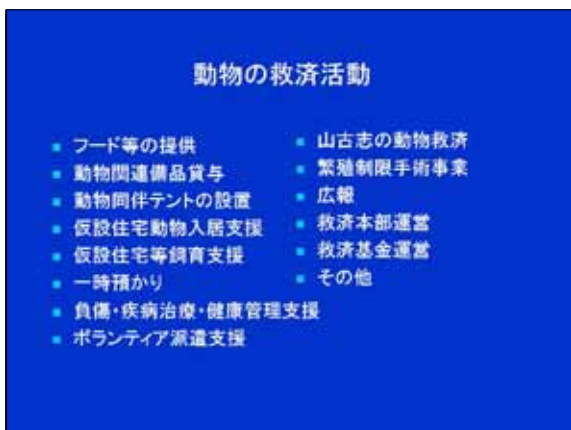 動物の救済活動
フード等の提供
動物関連備品貸与
動物同伴テントの設置
仮設住宅動物入居支援
仮設住宅等飼育支援
一時預かり
負傷・疾病治療・健康管理支援
ボランティア派遣支援
山古志の動物救済
繁殖制限手術事業
広報
救済本部運営
救済基金運営
その他